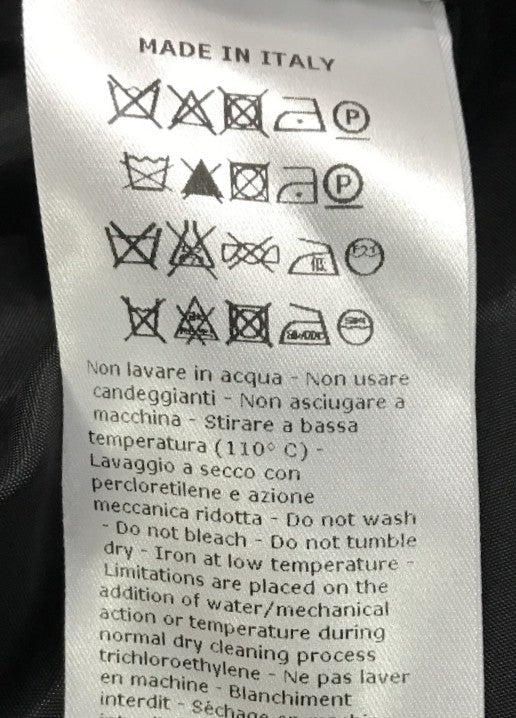 MADE IN ITALY
P
P
低
Non lavare in acqua - Non usare
candeggianti - Non asciugare a
macchina - Stirare a bassa
temperatura (110° C) -
Lavaggio a secco con
percloretilene e azione
meccanica ridotta - Do not wash
- Do not bleach - Do not tumble
dry - Iron at low temperature -
Limitations are placed on the
addition of water/mechanical
action or temperature during
normal dry cleaning process
trichloroethylene - Ne pas laver
en machine - Blanchiment
interdit - Séchage en